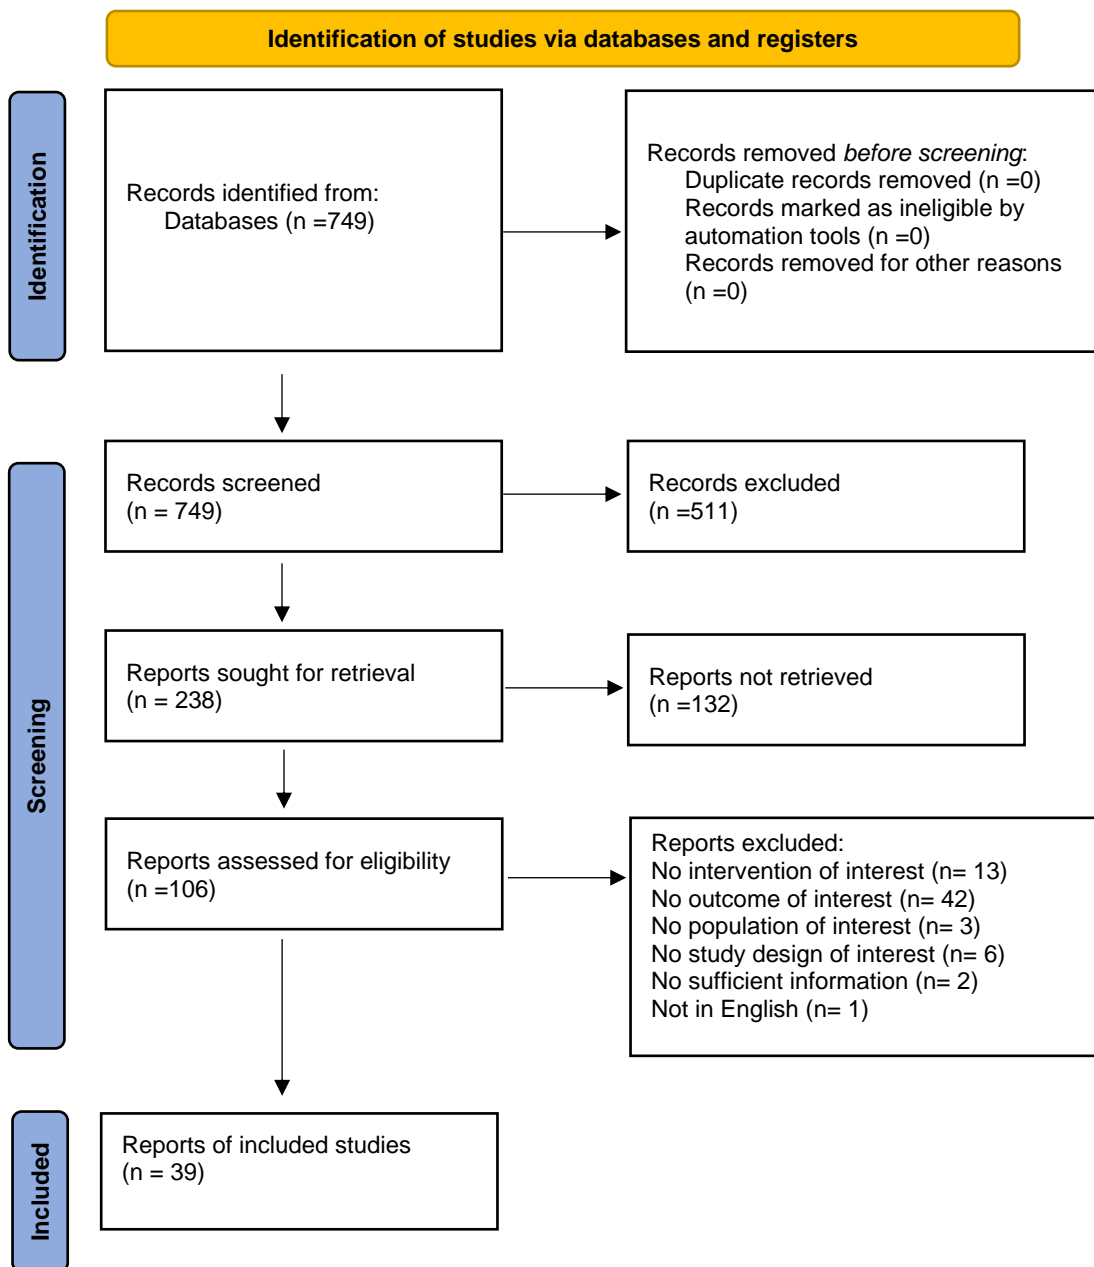 Identification of studies via databases and registers
Identification
Records identified from:
Databases (n =749)
Records removed before screening:
Duplicate records removed (n =0)
Records marked as ineligible by
automation tools (n =0)
Records removed for other reasons
(n =0)
Screening
Records screened
(n = 749)
Records excluded
(n =511)
Reports sought for retrieval
(n = 238)
Reports not retrieved
(n =132)
Reports assessed for eligibility
(n =106)
Reports excluded:
No intervention of interest (n= 13)
No outcome of interest (n= 42)
No population of interest (n= 3)
No study design of interest (n= 6)
No sufficient information (n= 2)
Not in English (n= 1)
Included
Reports of included studies
(n = 39)